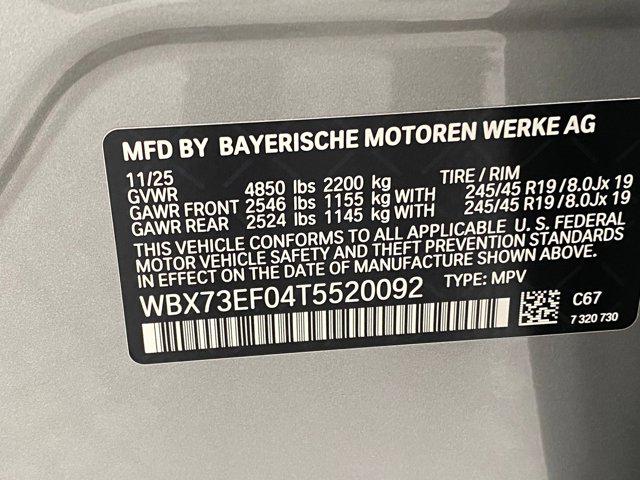 MFD BY BAYERISCHE MOTOREN WERKE AG
11/25 TIRE / RIM
GVWR 4850 lbs 2200 kg
GAWR FRONT 2546 lbs 1155 kg WITH 245/45 R19 / 8.0Jx 19
GAWR REAR 2524 lbs 1145 kg WITH 245/45 R19 / 8.0Jx 19
THIS VEHICLE CONFORMS TO ALL APPLICABLE U. S. FEDERAL
MOTOR VEHICLE SAFETY AND THEFT PREVENTION STANDARDS
IN EFFECT ON THE DATE OF MANUFACTURE SHOWN ABOVE.
WBX73EF04T5520092 TYPE: MPV
C67
7 320 730